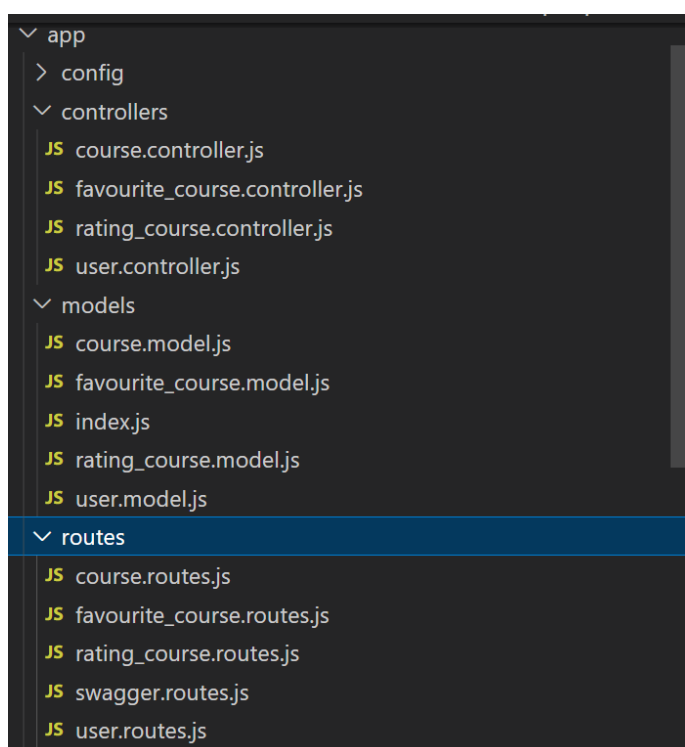 app
config
controllers
JS course.controller.js
JS favourite_course.controller.js
JS rating_course.controller.js
JS user.controller.js
models
JS course.model.js
JS favourite_course.model.js
JS index.js
JS rating_course.model.js
JS user.model.js
routes
JS course.routes.js
JS favourite_course.routes.js
JS rating_course.routes.js
JS swagger.routes.js
JS user.routes.js